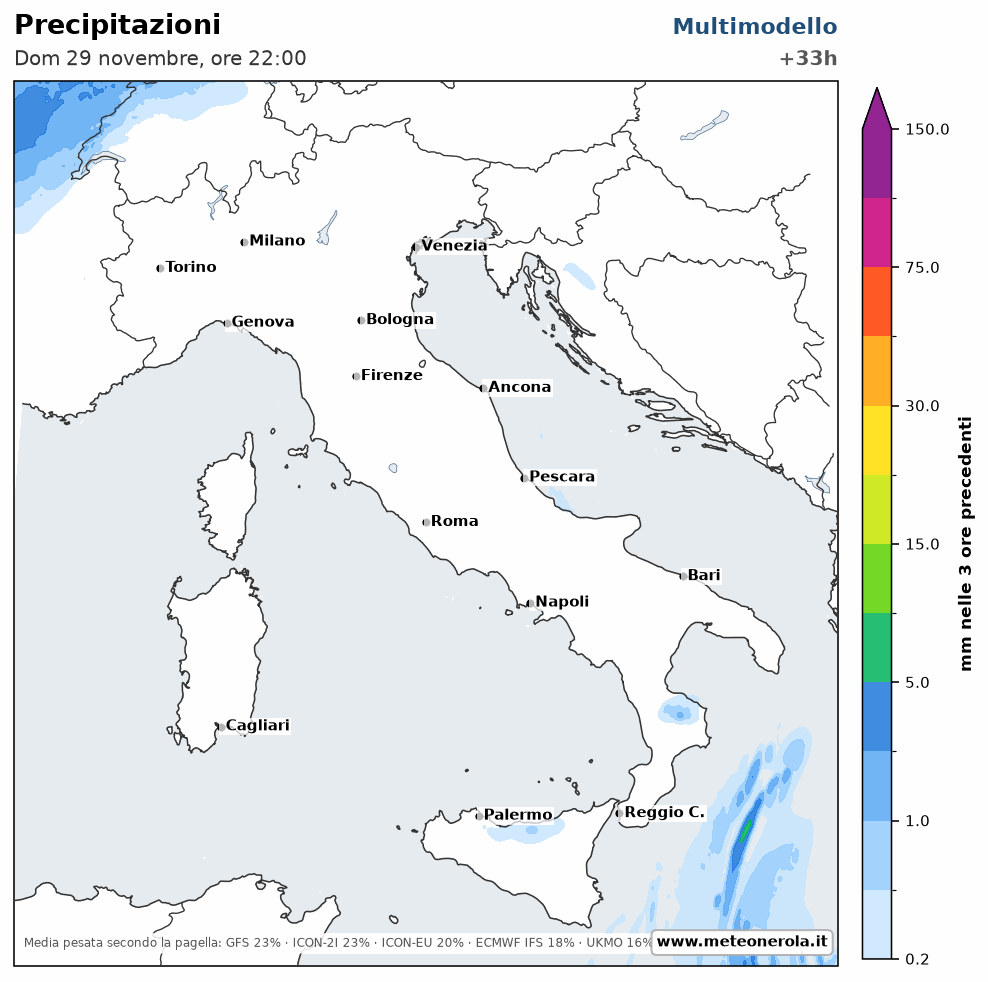 Precipitazioni
Multimodello
Dom 29 novembre, ore 22:00
+33h
150.0
75.0
30.0
15.0
5.0
1.0
0.2
mm nelle 3 ore precedenti
Milano
Venezia
Torino
Genova
Bologna
Firenze
Ancona
Pescara
Roma
Bari
Napoli
Cagliari
Palermo
Reggio C.
Media pesata secondo la pagella: GFS 23% · ICON-2I 23% · ICON-EU 20% · ECMWF IFS 18% · UKMO 16%
www.meteonerola.it